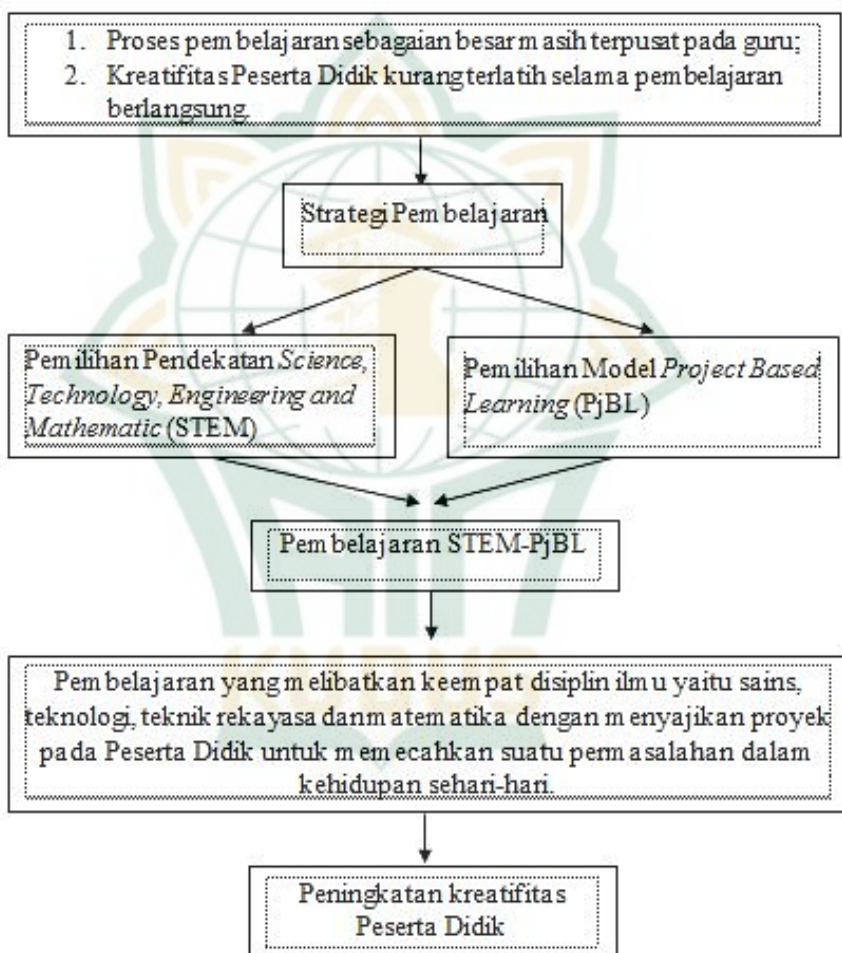 1. Proses pembelajaran sebagaian besar masih terpusat pada guru;
2. Kreatifitas Peserta Didik kurang terlatih selama pembelajaran
berlangsung.
Strategi Pembelajaran
Pemilihan Pendekatan Science,
Technology, Engineering and
Mathematic (STEM)
Pemilihan Model Project Based
Learning (PjBL)
Pembelajaran STEM-PjBL
Pembelajaran yang melibatkan keempat disiplin ilmu yaitu sains,
teknologi, teknik rekayasa dan matematika dengan menyajikan proyek
pada Peserta Didik untuk memecahkan suatu permasalahan dalam
kehidupan sehari-hari.
Peningkatan kreatifitas
Peserta Didik
KUDUS